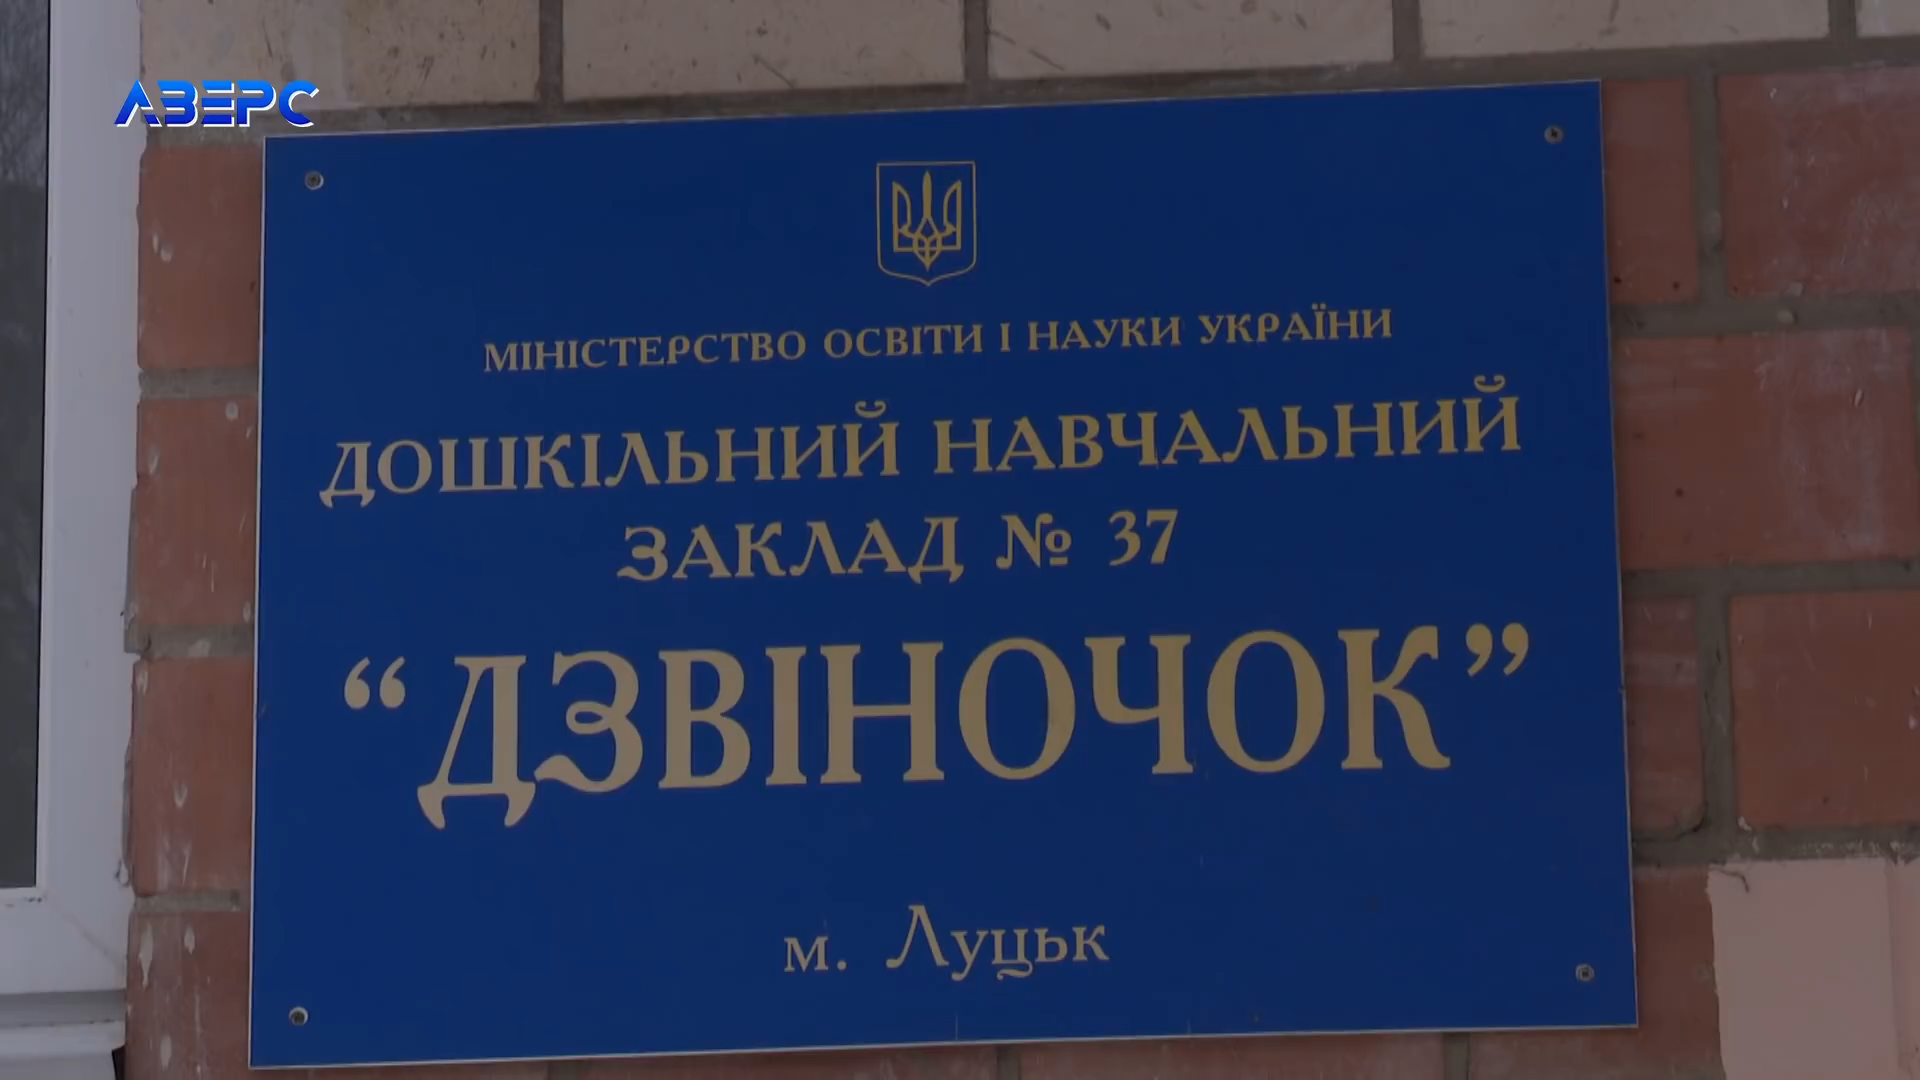 АВЕРС
МІНІСТЕРСТВО ОСВІТИ І НАУКИ УКРАЇНИ
ДОШКІЛЬНИЙ НАВЧАЛЬНИЙ
ЗАКЛАД № 37
“ДЗВІНОЧОК”
м. Луцьк